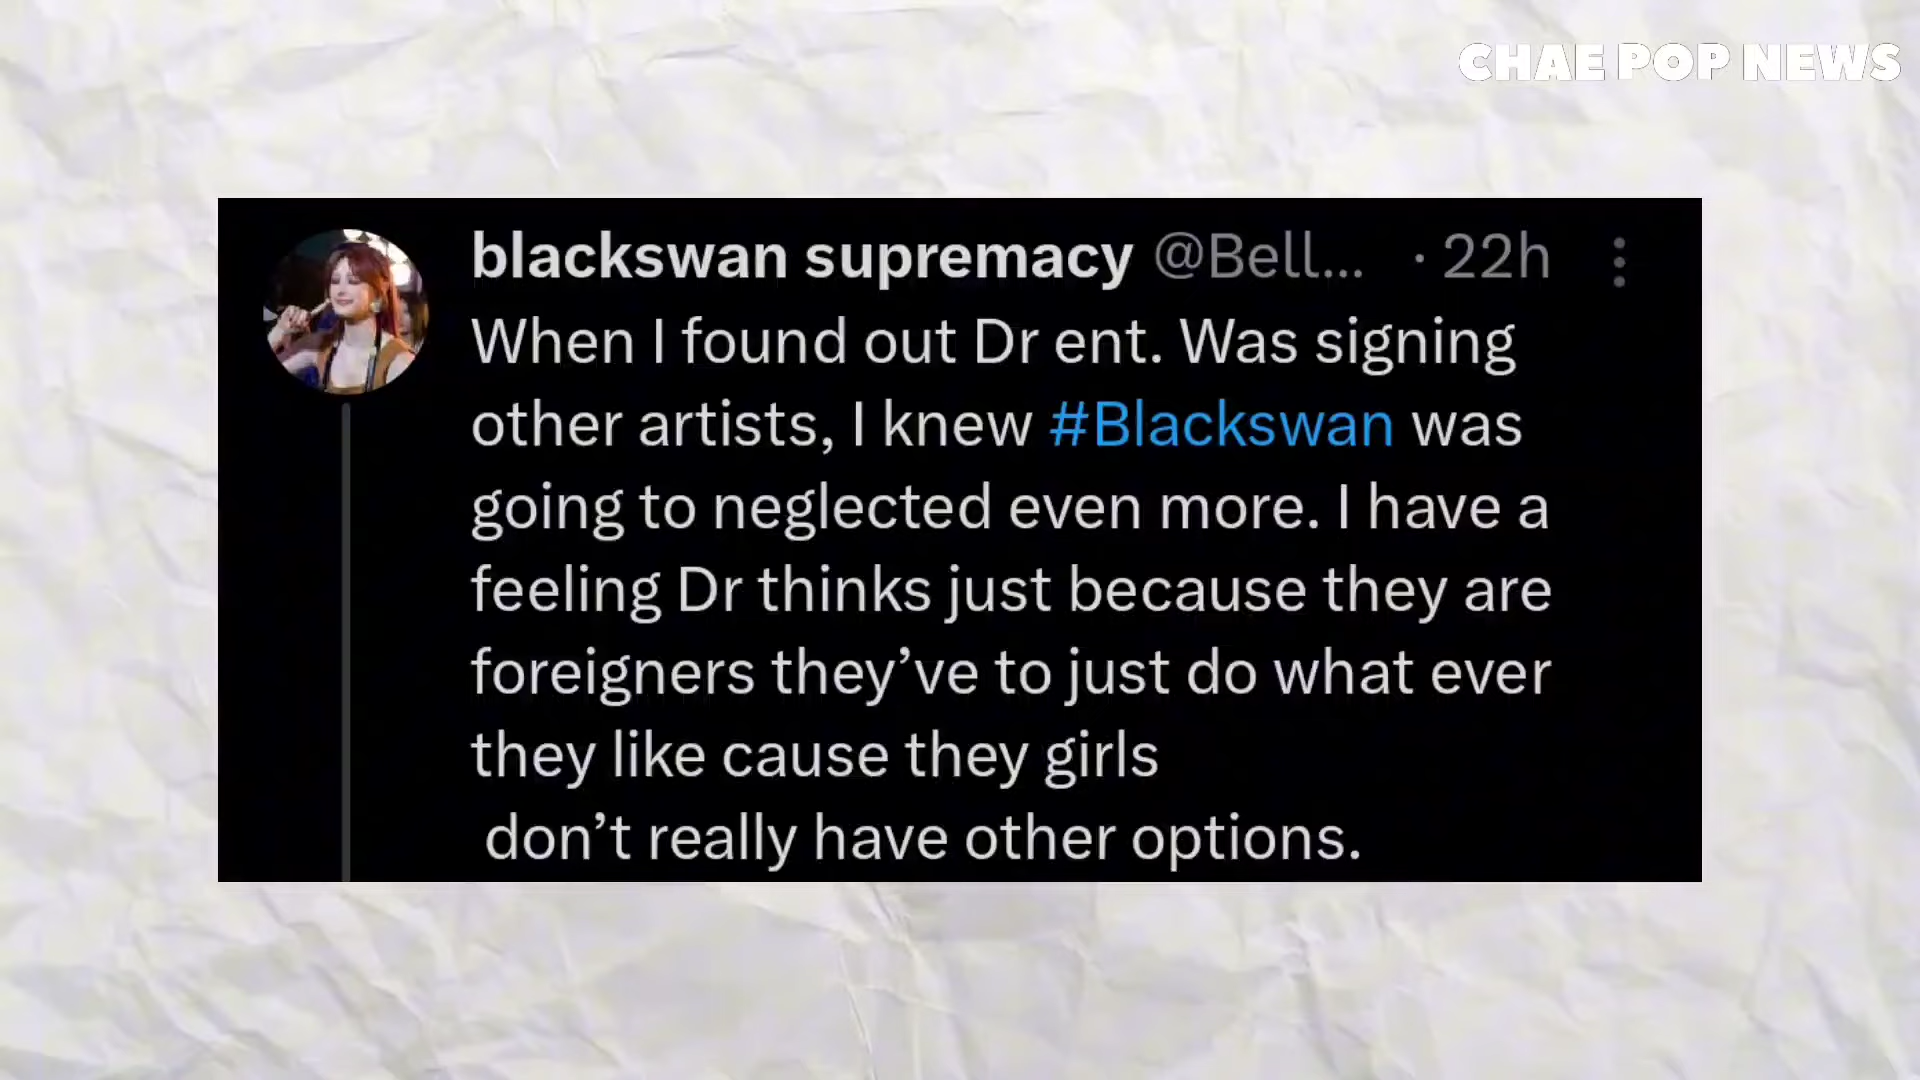 CHAE POP NEWS
blackswan supremacy @Bell... · 22h
When I found out Dr ent. Was signing
other artists, I knew #Blackswan was
going to neglected even more. I have a
feeling Dr thinks just because they are
foreigners they’ve to just do what ever
they like cause they girls
don’t really have other options.